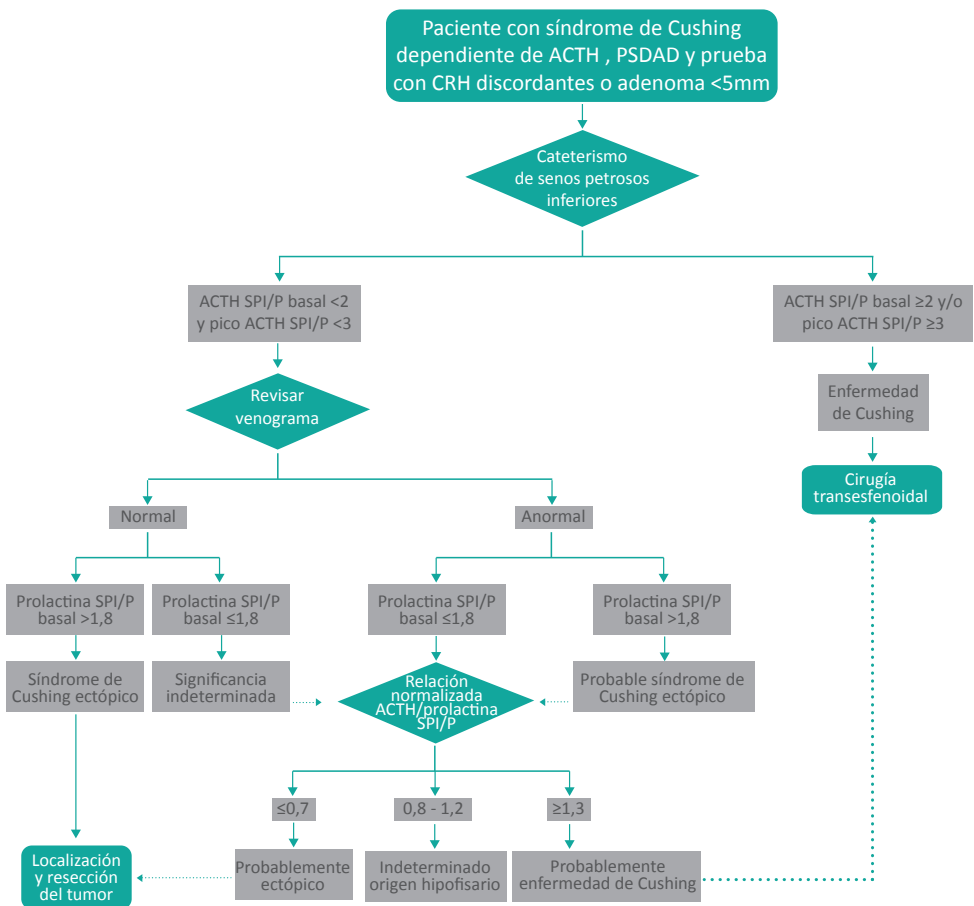 Paciente con síndrome de Cushing
dependiente de ACTH , PSDAD y prueba
con CRH discordantes o adenoma <5mm
Cateterismo
de senos petrosos
inferiores
ACTH SPI/P basal <2
y pico ACTH SPI/P <3
ACTH SPI/P basal ≥2 y/o
pico ACTH SPI/P ≥3
Revisar
venograma
Enfermedad
de Cushing
Cirugía
transesfenoidal
Normal
Anormal
Prolactina SPI/P
basal >1,8
Prolactina SPI/P
basal ≤1,8
Prolactina SPI/P
basal ≤1,8
Prolactina SPI/P
basal >1,8
Síndrome de
Cushing ectópico
Significancia
indeterminada
Relación
normalizada
ACTH/prolactina
SPI/P
Probable síndrome de
Cushing ectópico
≤0,7
0,8 - 1,2
≥1,3
Localización
y resección
del tumor
Probablemente
ectópico
Indeterminado
origen hipofisario
Probablemente
enfermedad de Cushing